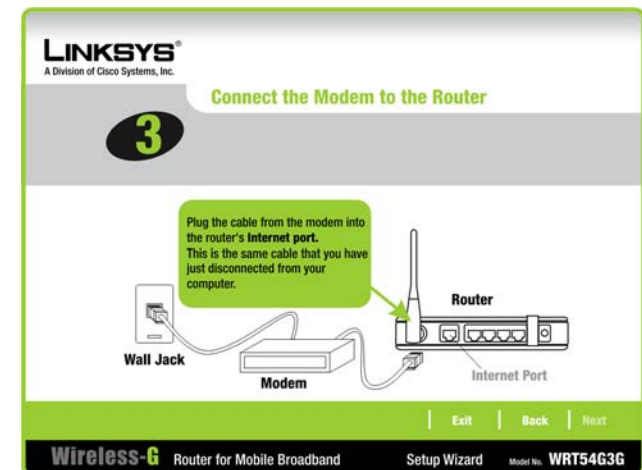 LINKSYS®
A Division of Cisco Systems, Inc.
Connect the Modem to the Router
3
Plug the cable from the modem into
the router's Internet port.
This is the same cable that you have
just disconnected from your
computer.
Router
Wall Jack
Modem
Internet Port
Exit
Back
Next
Wireless-G Router for Mobile Broadband Setup Wizard Model No. WRT54G3G